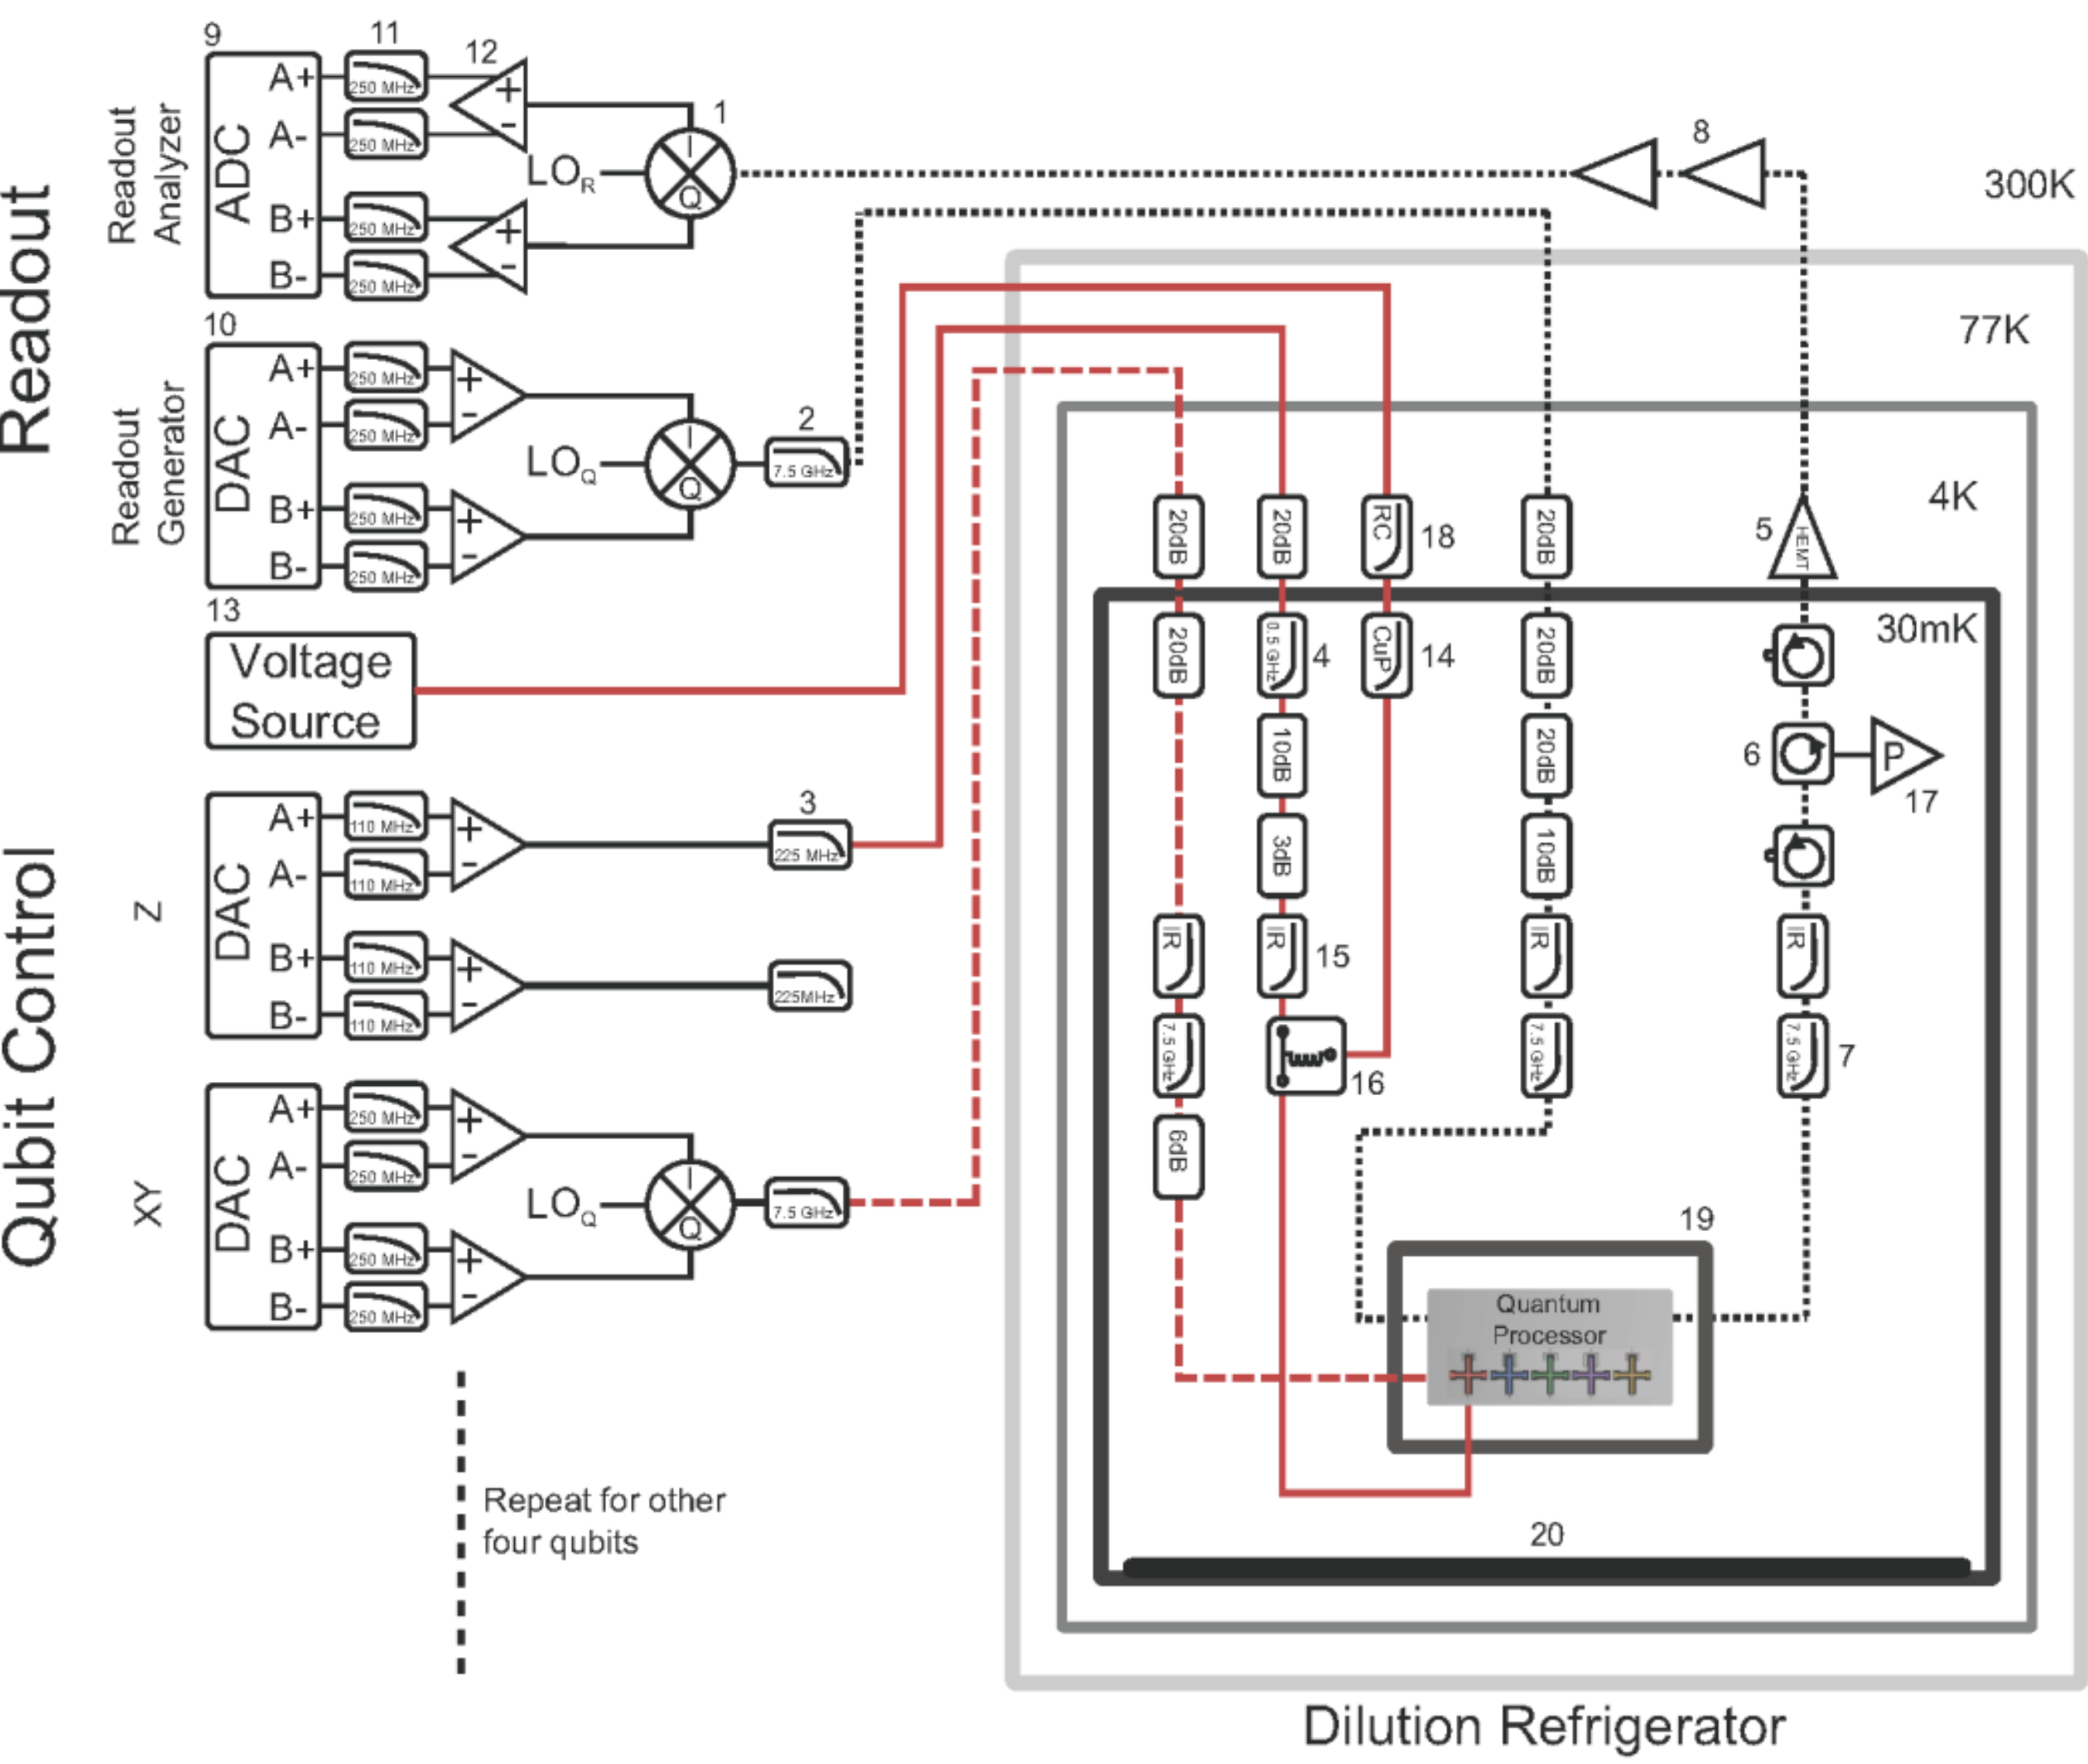 Readout
Readout
Analyzer
9
ADC
A+
A-
B+
B-
11
250 MHz
250 MHz
250 MHz
250 MHz
12
+
-
+
-
LOR
I
Q
1
8
300K
Readout
Generator
10
DAC
A+
A-
B+
B-
250 MHz
250 MHz
250 MHz
250 MHz
+
-
+
-
LOQ
I
Q
2
7.5 GHz
77K
4K
30mK
13
Voltage
Source
Qubit Control
Z
DAC
A+
A-
B+
B-
110 MHz
110 MHz
110 MHz
110 MHz
+
-
+
-
3
225 MHz
225MHz
XY
DAC
A+
A-
B+
B-
250 MHz
250 MHz
250 MHz
250 MHz
+
-
+
-
LOQ
I
Q
7.5 GHz
20dB
20dB
IR
7.5 GHz
6dB
20dB
0.5 GHz
4
10dB
3dB
IR
15
16
RC
18
CuP
14
20dB
20dB
20dB
10dB
IR
7.5 GHz
5
HEMT
6
P
17
IR
7.5 GHz
7
19
Quantum
Processor
20
Repeat for other
four qubits
Dilution Refrigerator